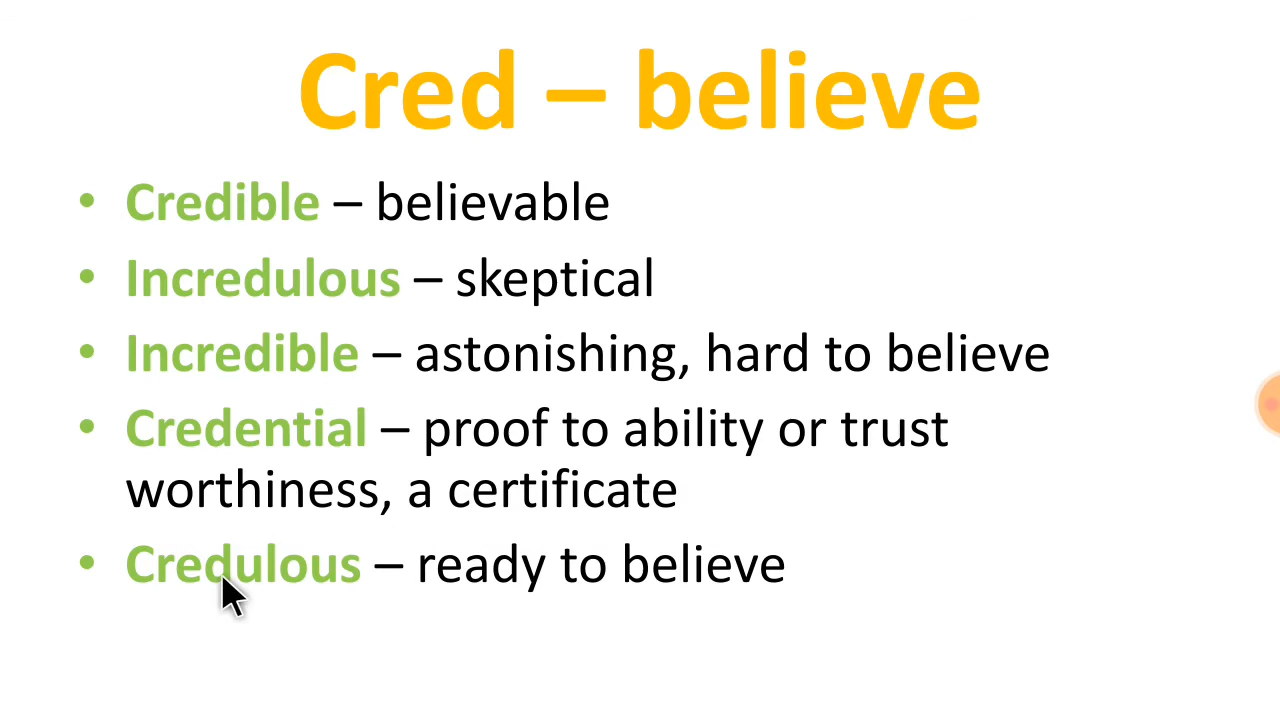 Cred – believe
• Credible – believable
• Incredulous – skeptical
• Incredible – astonishing, hard to believe
• Credential – proof to ability or trust
worthiness, a certificate
• Credulous – ready to believe